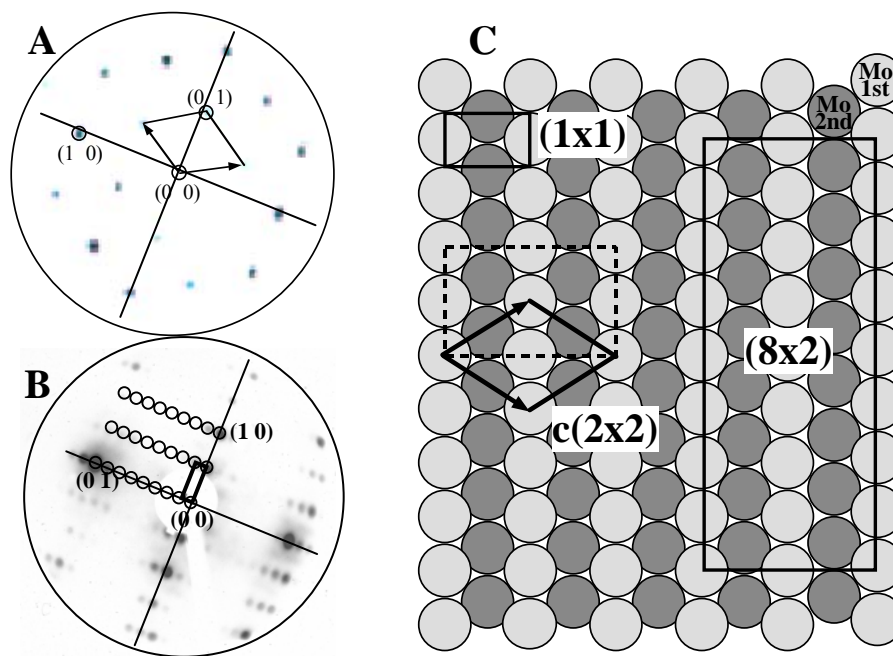 A
(0 1)
(1 0)
(0 0)
B
(1 0)
(0 1)
(0 0)
C
Mo
1st
Mo
2nd
(1x1)
(8x2)
c(2x2)